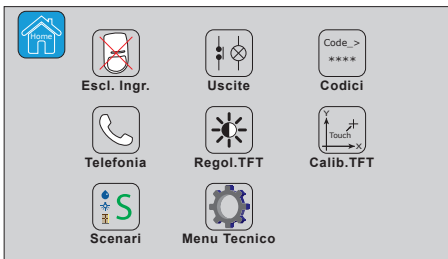 Home
Code_>
****
Escl. Ingr.
Uscite
Codici
Y
Touch
X
Telefonia
Regol.TFT
Calib.TFT
S
Scenari
Menu Tecnico